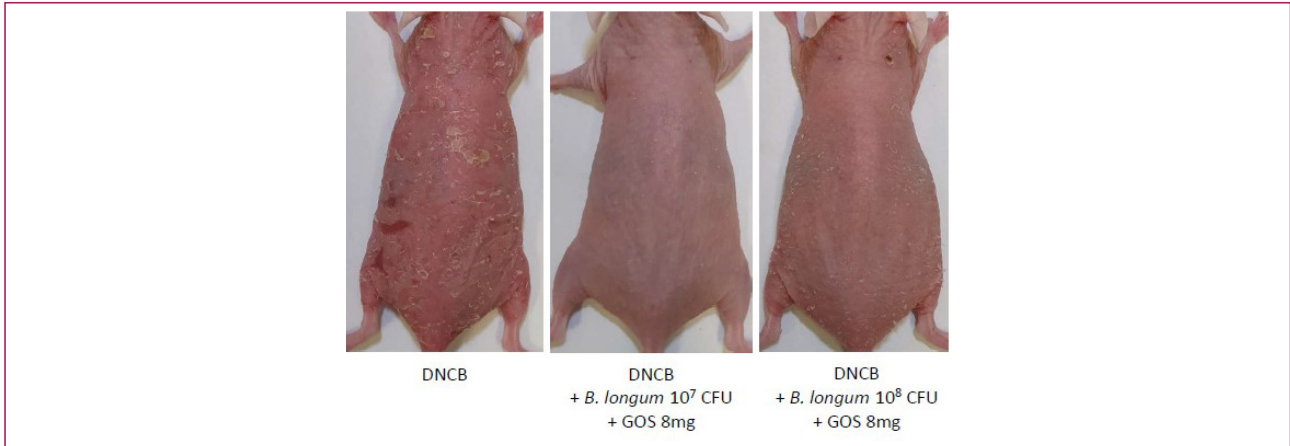 DNCB
DNCB
+ B. longum 10⁷ CFU
+ GOS 8mg
DNCB
+ B. longum 10⁸ CFU
+ GOS 8mg